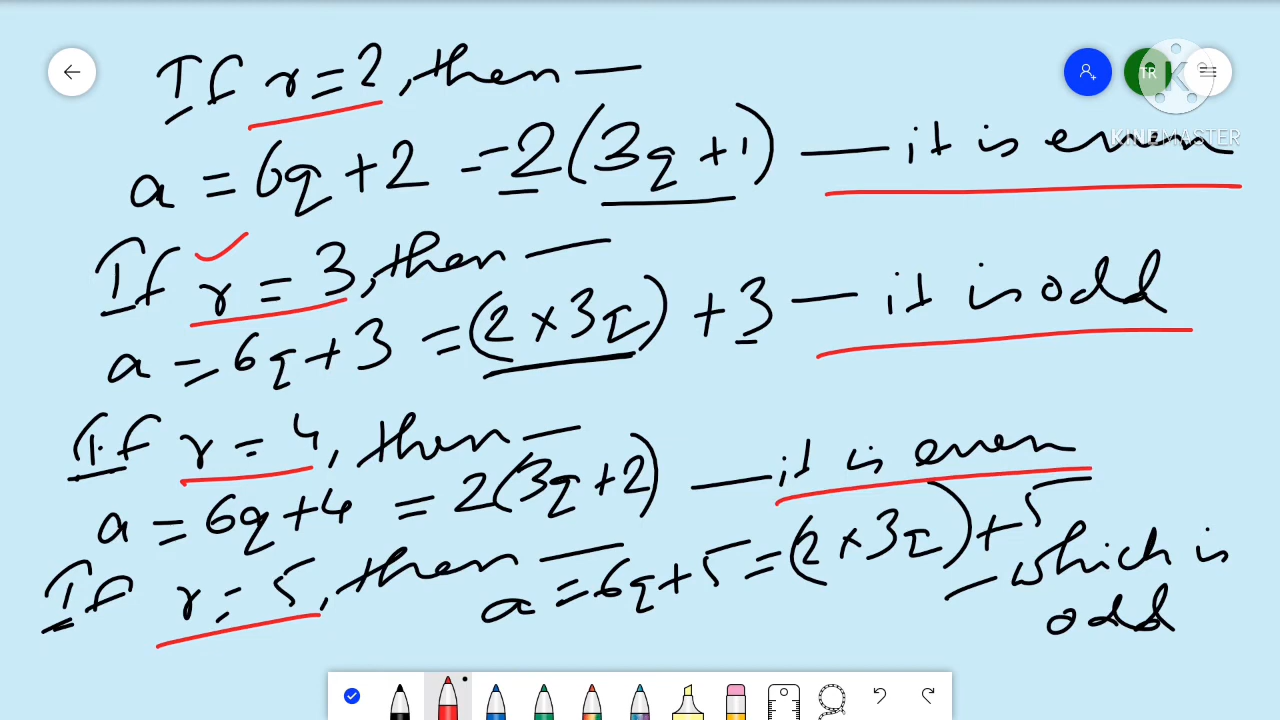 If r = 2, then —
a = 6q + 2 = 2(3q + 1) — it is even
If r = 3, then —
a = 6q + 3 = (2 × 3q) + 3 — it is odd
If r = 4, then —
a = 6q + 4 = 2(3q + 2) — it is even
If r = 5, then — a = 6q + 5 = (2 × 3q) + 5
— which is
odd
TR
K
KINEMASTER